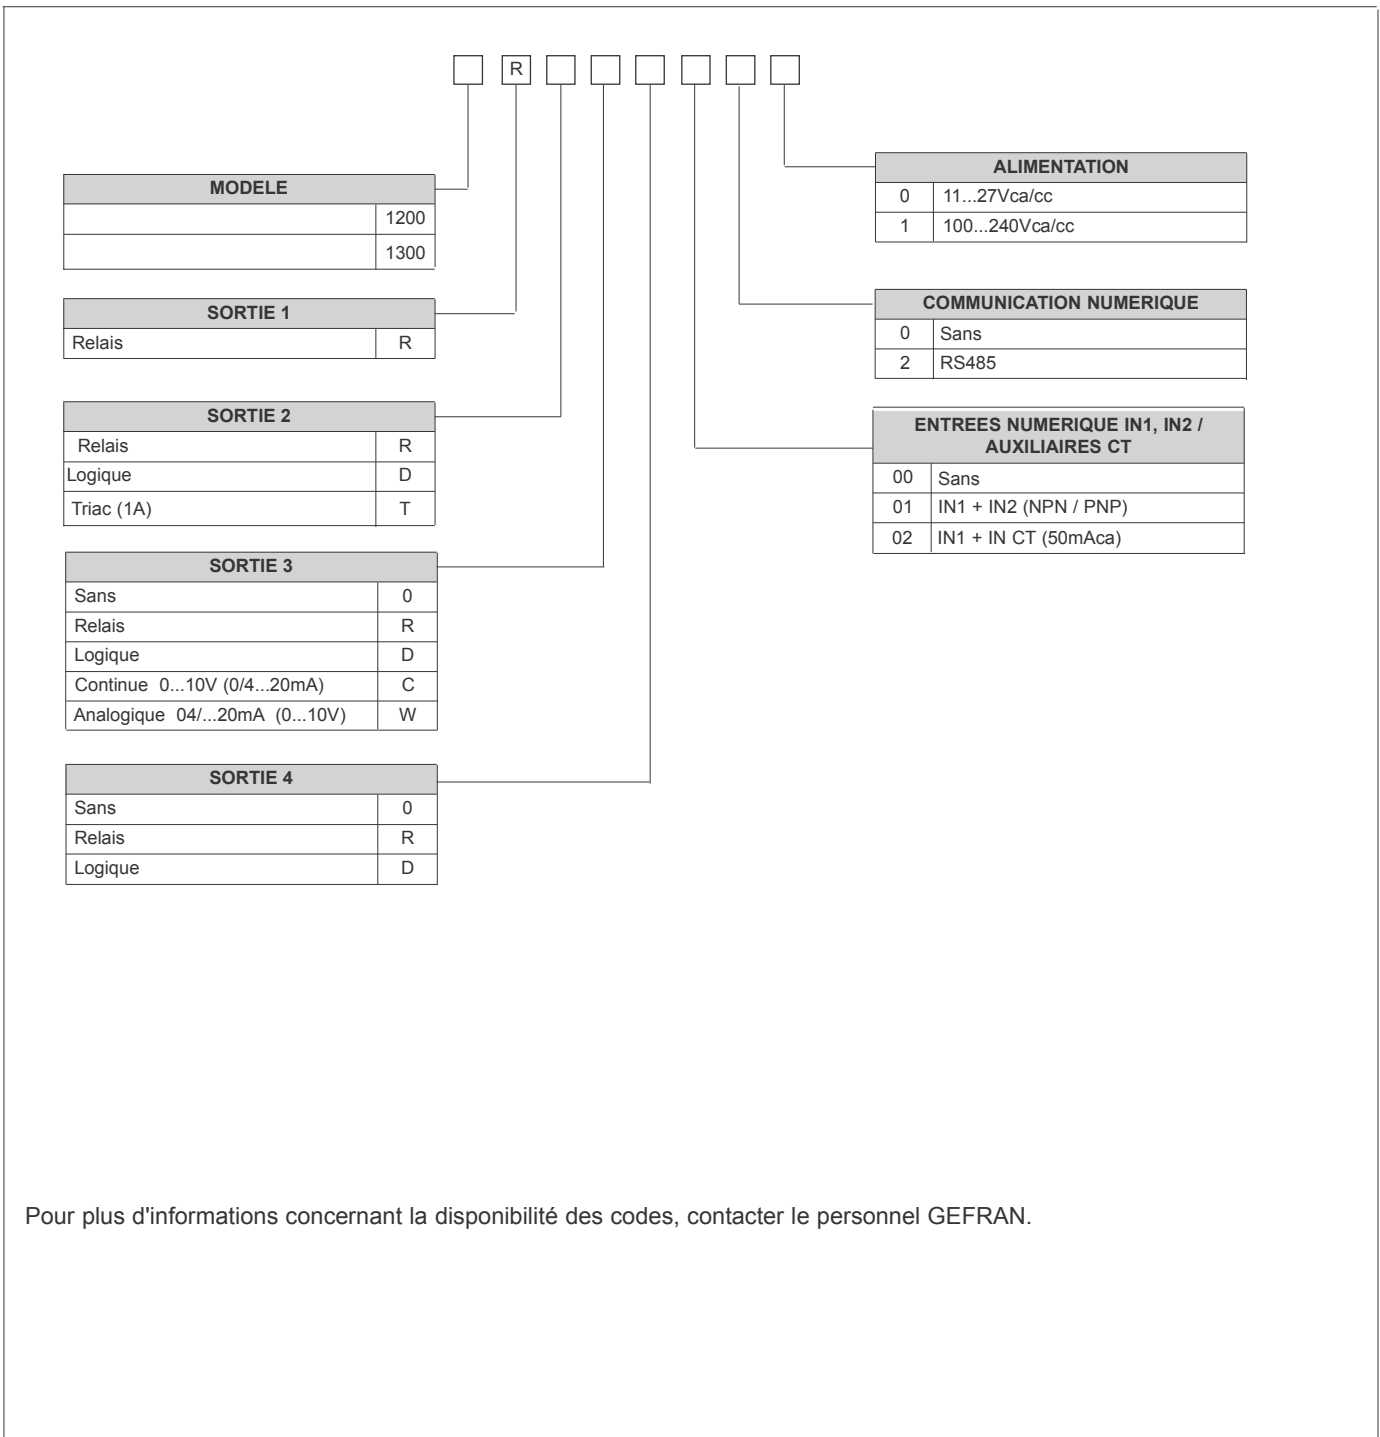 R
MODELE
1200
1300
SORTIE 1
Relais R
SORTIE 2
Relais R
Logique D
Triac (1A) T
SORTIE 3
Sans 0
Relais R
Logique D
Continue 0...10V (0/4...20mA) C
Analogique 04/...20mA (0...10V) W
SORTIE 4
Sans 0
Relais R
Logique D
ALIMENTATION
0 11...27Vca/cc
1 100...240Vca/cc
COMMUNICATION NUMERIQUE
0 Sans
2 RS485
ENTREES NUMERIQUE IN1, IN2 /
AUXILIAIRES CT
00 Sans
01 IN1 + IN2 (NPN / PNP)
02 IN1 + IN CT (50mAca)
Pour plus d'informations concernant la disponibilité des codes, contacter le personnel GEFRAN.